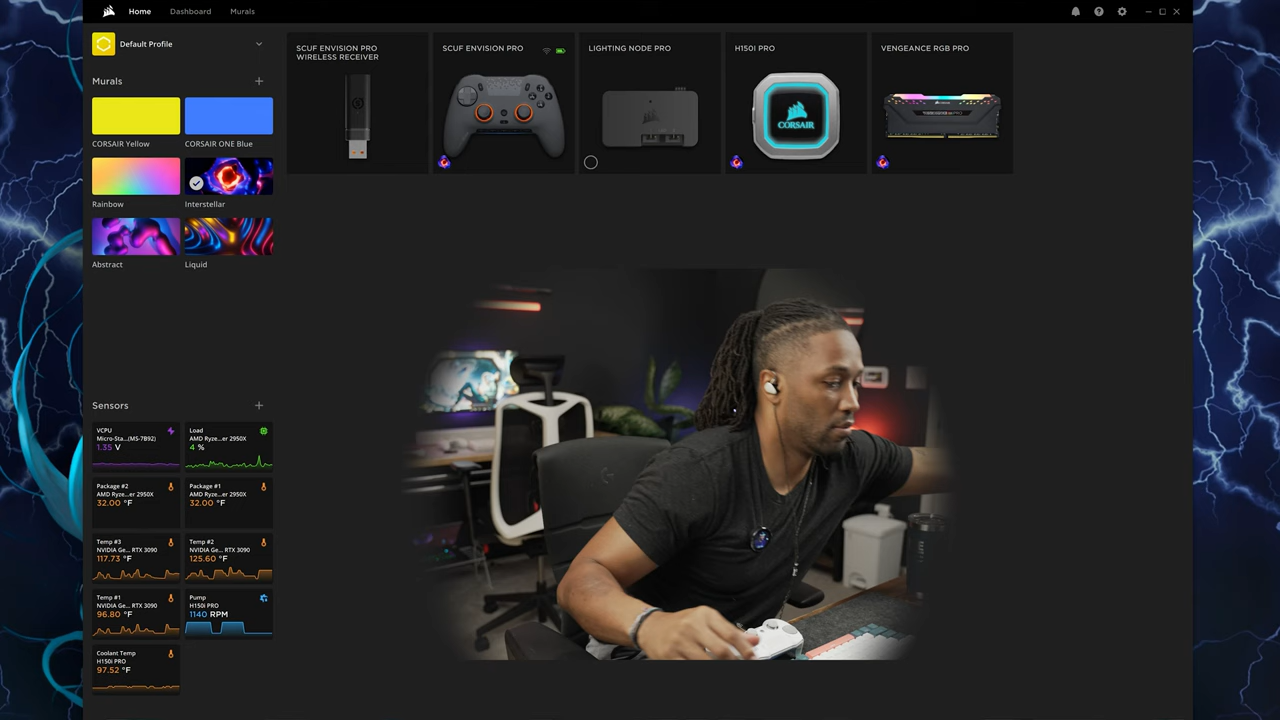 Home
Dashboard
Murals
Default Profile
Murals
CORSAIR Yellow
CORSAIR ONE Blue
Rainbow
Interstellar
Abstract
Liquid
SCUF ENVISION PRO
WIRELESS RECEIVER
SCUF ENVISION PRO
LIGHTING NODE PRO
H150I PRO
CORSAIR
VENGEANCE RGB PRO
Sensors
VCPU
Micro-Sta...(MS-7B92)
1.35 V
Load
AMD Ryze...er 2950X
4 %
Package #2
AMD Ryze...er 2950X
32.00 °F
Package #1
AMD Ryze...er 2950X
32.00 °F
Temp #3
NVIDIA Ge... RTX 3090
117.73 °F
Temp #2
NVIDIA Ge... RTX 3090
125.60 °F
Temp #1
NVIDIA Ge... RTX 3090
96.80 °F
Pump
H150i PRO
1140 RPM
Coolant Temp
H150i PRO
97.52 °F